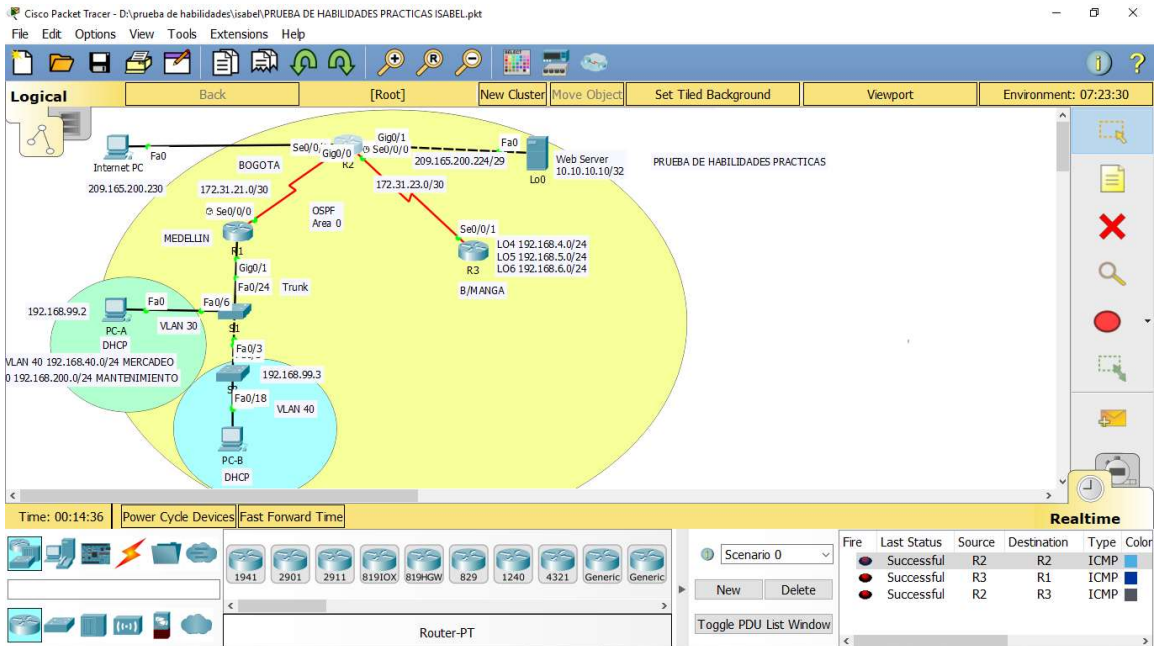 Cisco Packet Tracer - D:\prueba de habilidades\isabel\PRUEBA DE HABILIDADES PRACTICAS ISABEL.pkt
File Edit Options View Tools Extensions Help
Logical
Back
[Root]
New Cluster
Move Object
Set Tiled Background
Viewport
Environment: 07:23:30
Internet PC
Fa0
209.165.200.230
BOGOTA
172.31.21.0/30
Se0/0/0
MEDELLIN
R1
Se0/0/
Gig0/0
Gig0/1
Se0/0/0
R2
209.165.200.224/29
Fa0
Lo0
Web Server
10.10.10.10/32
PRUEBA DE HABILIDADES PRACTICAS
172.31.23.0/30
OSPF
Area 0
Se0/0/1
R3
B/MANGA
LO4 192.168.4.0/24
LO5 192.168.5.0/24
LO6 192.168.6.0/24
Gig0/1
Fa0/24
Trunk
192.168.99.2
Fa0
Fa0/6
PC-A
VLAN 30
S1
DHCP
VLAN 40 192.168.40.0/24 MERCADEO
0 192.168.200.0/24 MANTENIMIENTO
Fa0/3
192.168.99.3
Fa0/18
VLAN 40
PC-B
DHCP
Time: 00:14:36
Power Cycle Devices
Fast Forward Time
Realtime
1941
2901
2911
819IOX
819HGW
829
1240
4321
Generic
Generic
Router-PT
Scenario 0
New
Delete
Toggle PDU List Window
Fire Last Status Source Destination Type Color
Successful R2 R2 ICMP
Successful R3 R1 ICMP
Successful R2 R3 ICMP